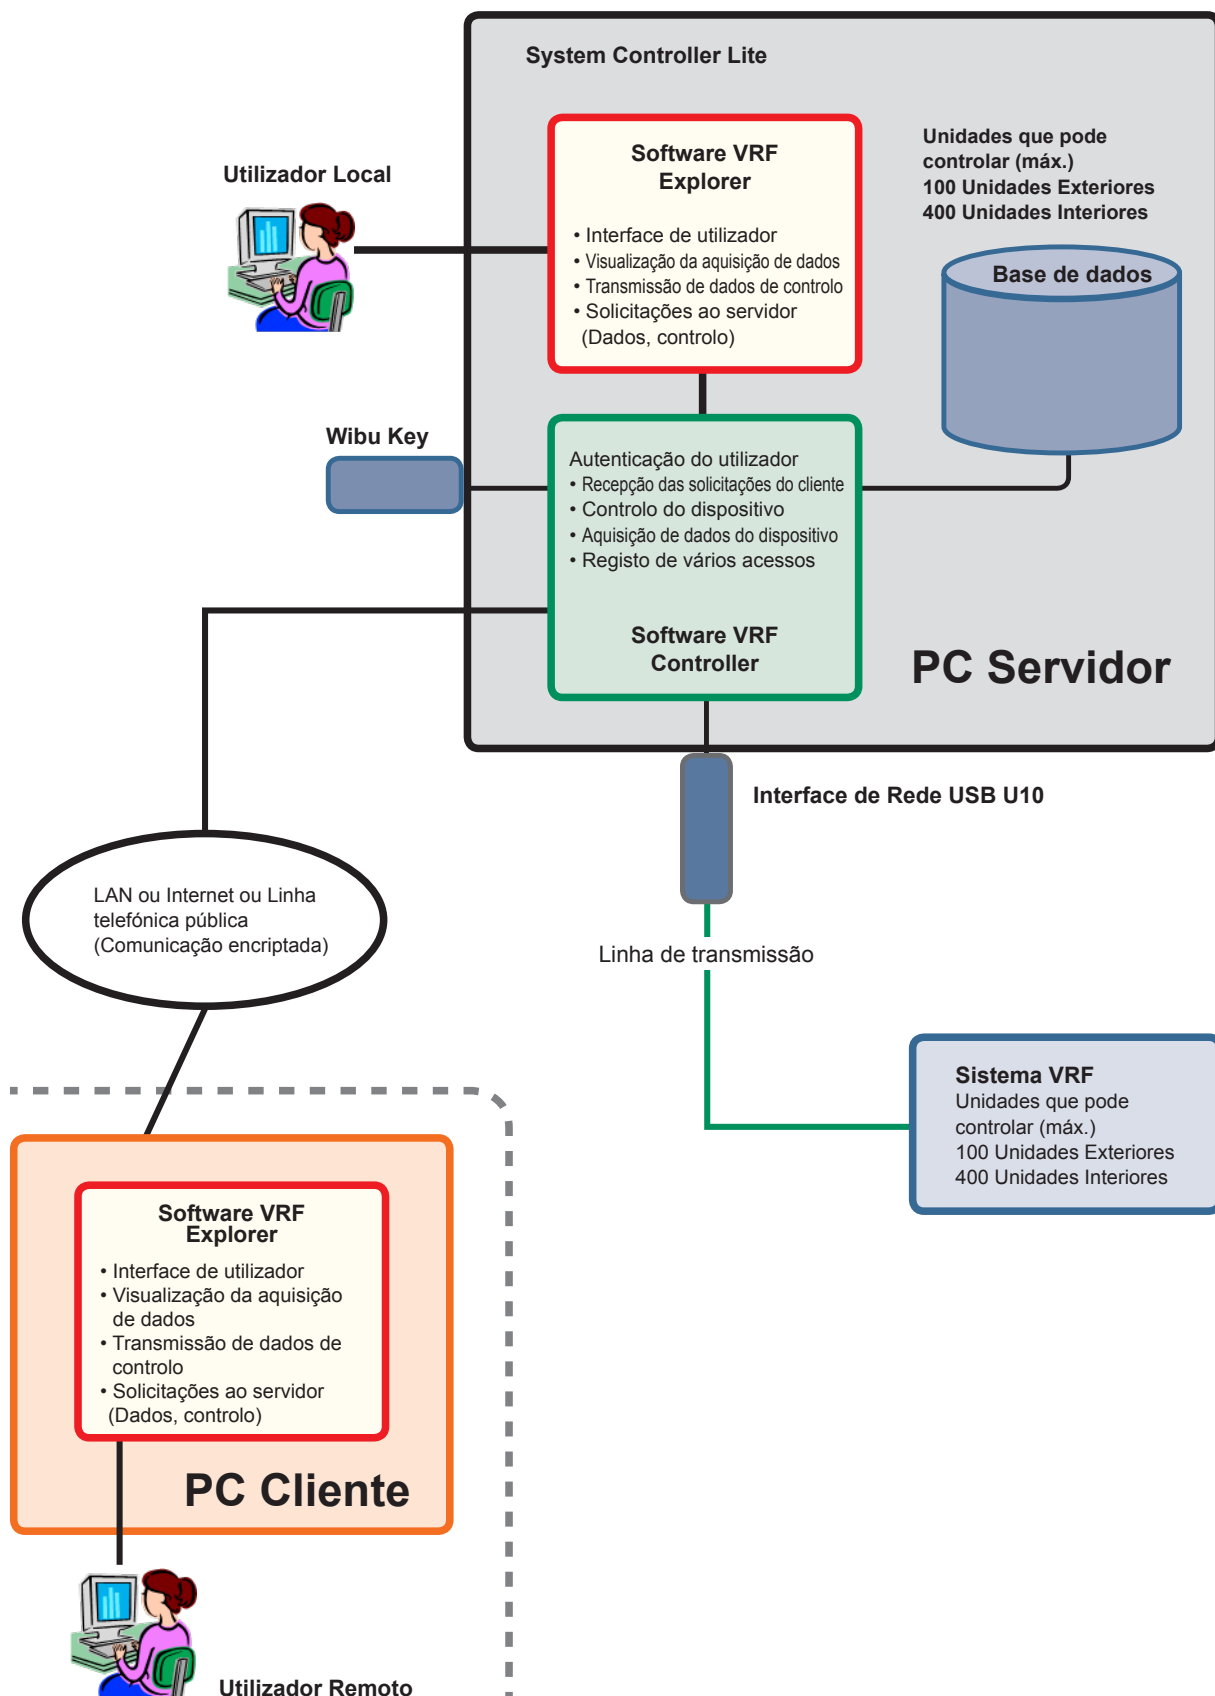 System Controller Lite
Software VRF
Explorer
• Interface de utilizador
• Visualização da aquisição de dados
• Transmissão de dados de controlo
• Solicitações ao servidor
(Dados, controlo)
Unidades que pode
controlar (máx.)
100 Unidades Exteriores
400 Unidades Interiores
Base de dados
Utilizador Local
Wibu Key
Autenticação do utilizador
• Recepção das solicitações do cliente
• Controlo do dispositivo
• Aquisição de dados do dispositivo
• Registo de vários acessos
Software VRF
Controller
PC Servidor
Interface de Rede USB U10
LAN ou Internet ou Linha
telefónica pública
(Comunicação encriptada)
Linha de transmissão
Sistema VRF
Unidades que pode
controlar (máx.)
100 Unidades Exteriores
400 Unidades Interiores
Software VRF
Explorer
• Interface de utilizador
• Visualização da aquisição
de dados
• Transmissão de dados de
controlo
• Solicitações ao servidor
(Dados, controlo)
PC Cliente
Utilizador Remoto